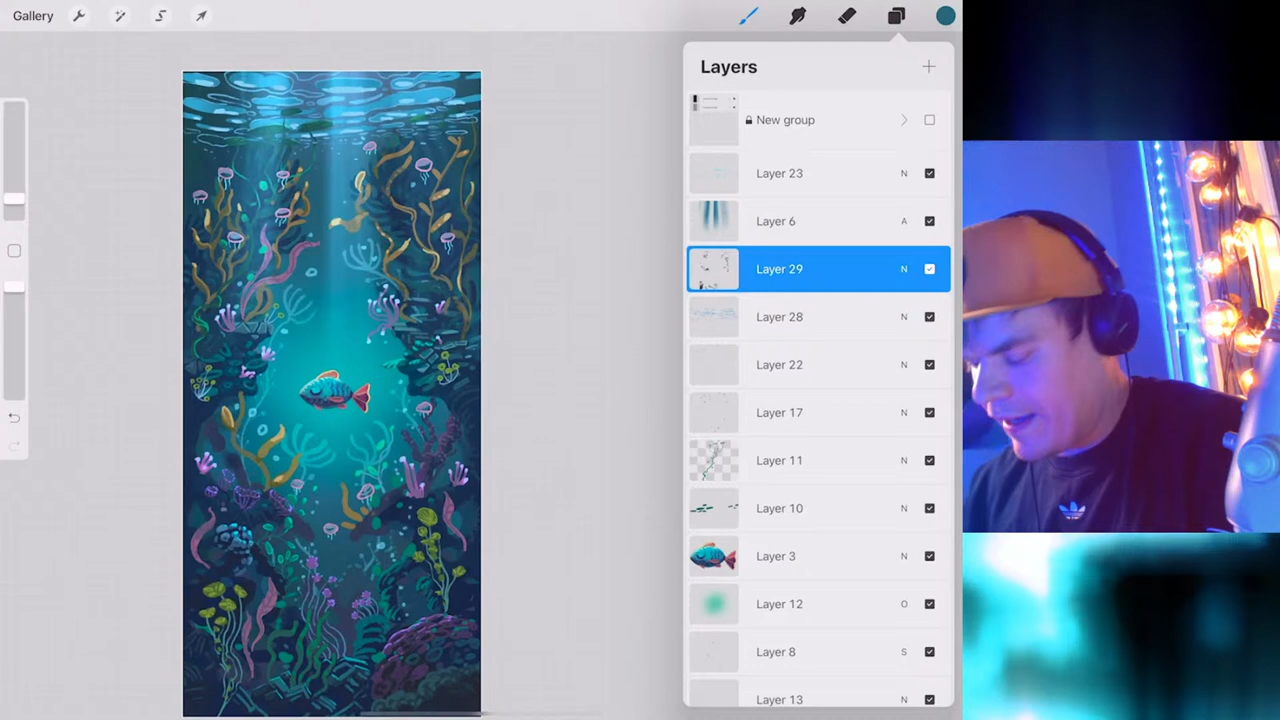 Gallery
Layers
New group
Layer 23 N
Layer 6 A
Layer 29 N
Layer 28 N
Layer 22 N
Layer 17 N
Layer 11 N
Layer 10 N
Layer 3 N
Layer 12 O
Layer 8 S
Layer 13 N